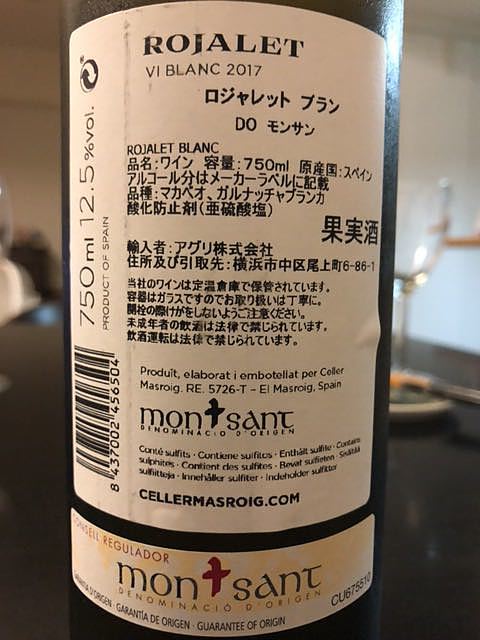 ROJALET
VI BLANC 2017
ロジャレット ブラン
DO モンサン
ROJALET BLANC
品名:ワイン 容量:750ml 原産国:スペイン
アルコール分はメーカーラベルに記載
品種:マカベオ、ガルナッチャブランカ
酸化防止剤(亜硫酸塩)
果実酒
輸入者:アグリ株式会社
住所及び引取先:横浜市中区尾上町6-86-1
当社のワインは定温倉庫で保管されています。
容器はガラスですのでお取り扱いは丁寧に。
開栓の際けがをしないようご注意ください。
未成年者の飲酒は法律で禁じられています。
飲酒運転は法律で禁じられています。
750ml 12.5%vol.
PRODUCT OF SPAIN
8 437002 456504
Produït, elaborat i embotellat per Celler
Masroig. RE. 5726-T – El Masroig, Spain
montsant
DENOMINACIÓ D'ORIGEN
Conté sulfits · Contiene sulfitos · Enthält sulfite · Contains
sulphites · Contient des sulfites · Bevat sulfieten ·
sulfiitteja · Innehåller sulfiter · Indeholder sulfitter
CELLERMASROIG.COM
CONSELL REGULADOR
montsant
DENOMINACIÓ D'ORIGEN
CU675510
GARANTIA D'ORIGEN · GARANTÍA DE ORIGEN · GUARANTEE OF ORIGIN